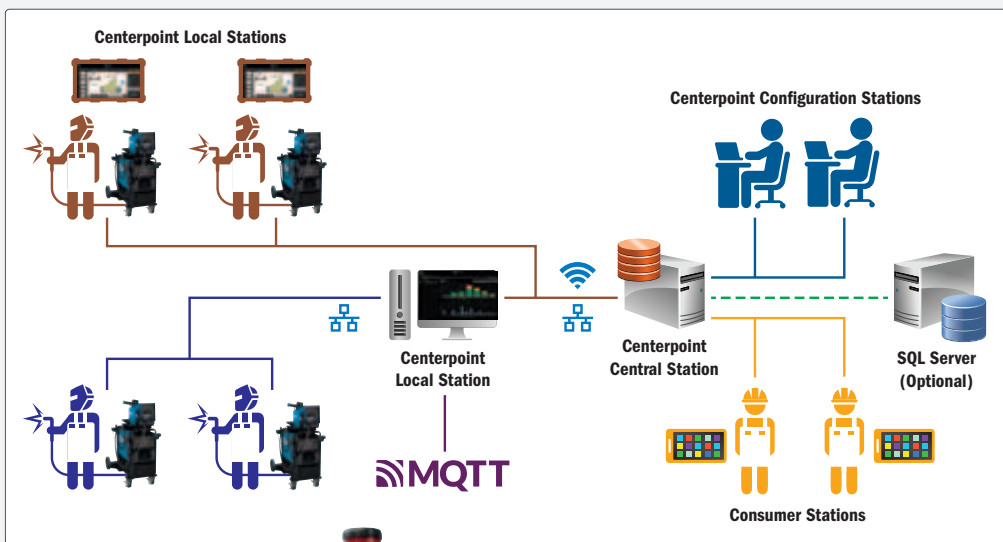 Centerpoint Local Stations
Centerpoint Configuration Stations
Centerpoint
Local Station
Centerpoint
Central Station
SQL Server
(Optional)
MQTT
Consumer Stations